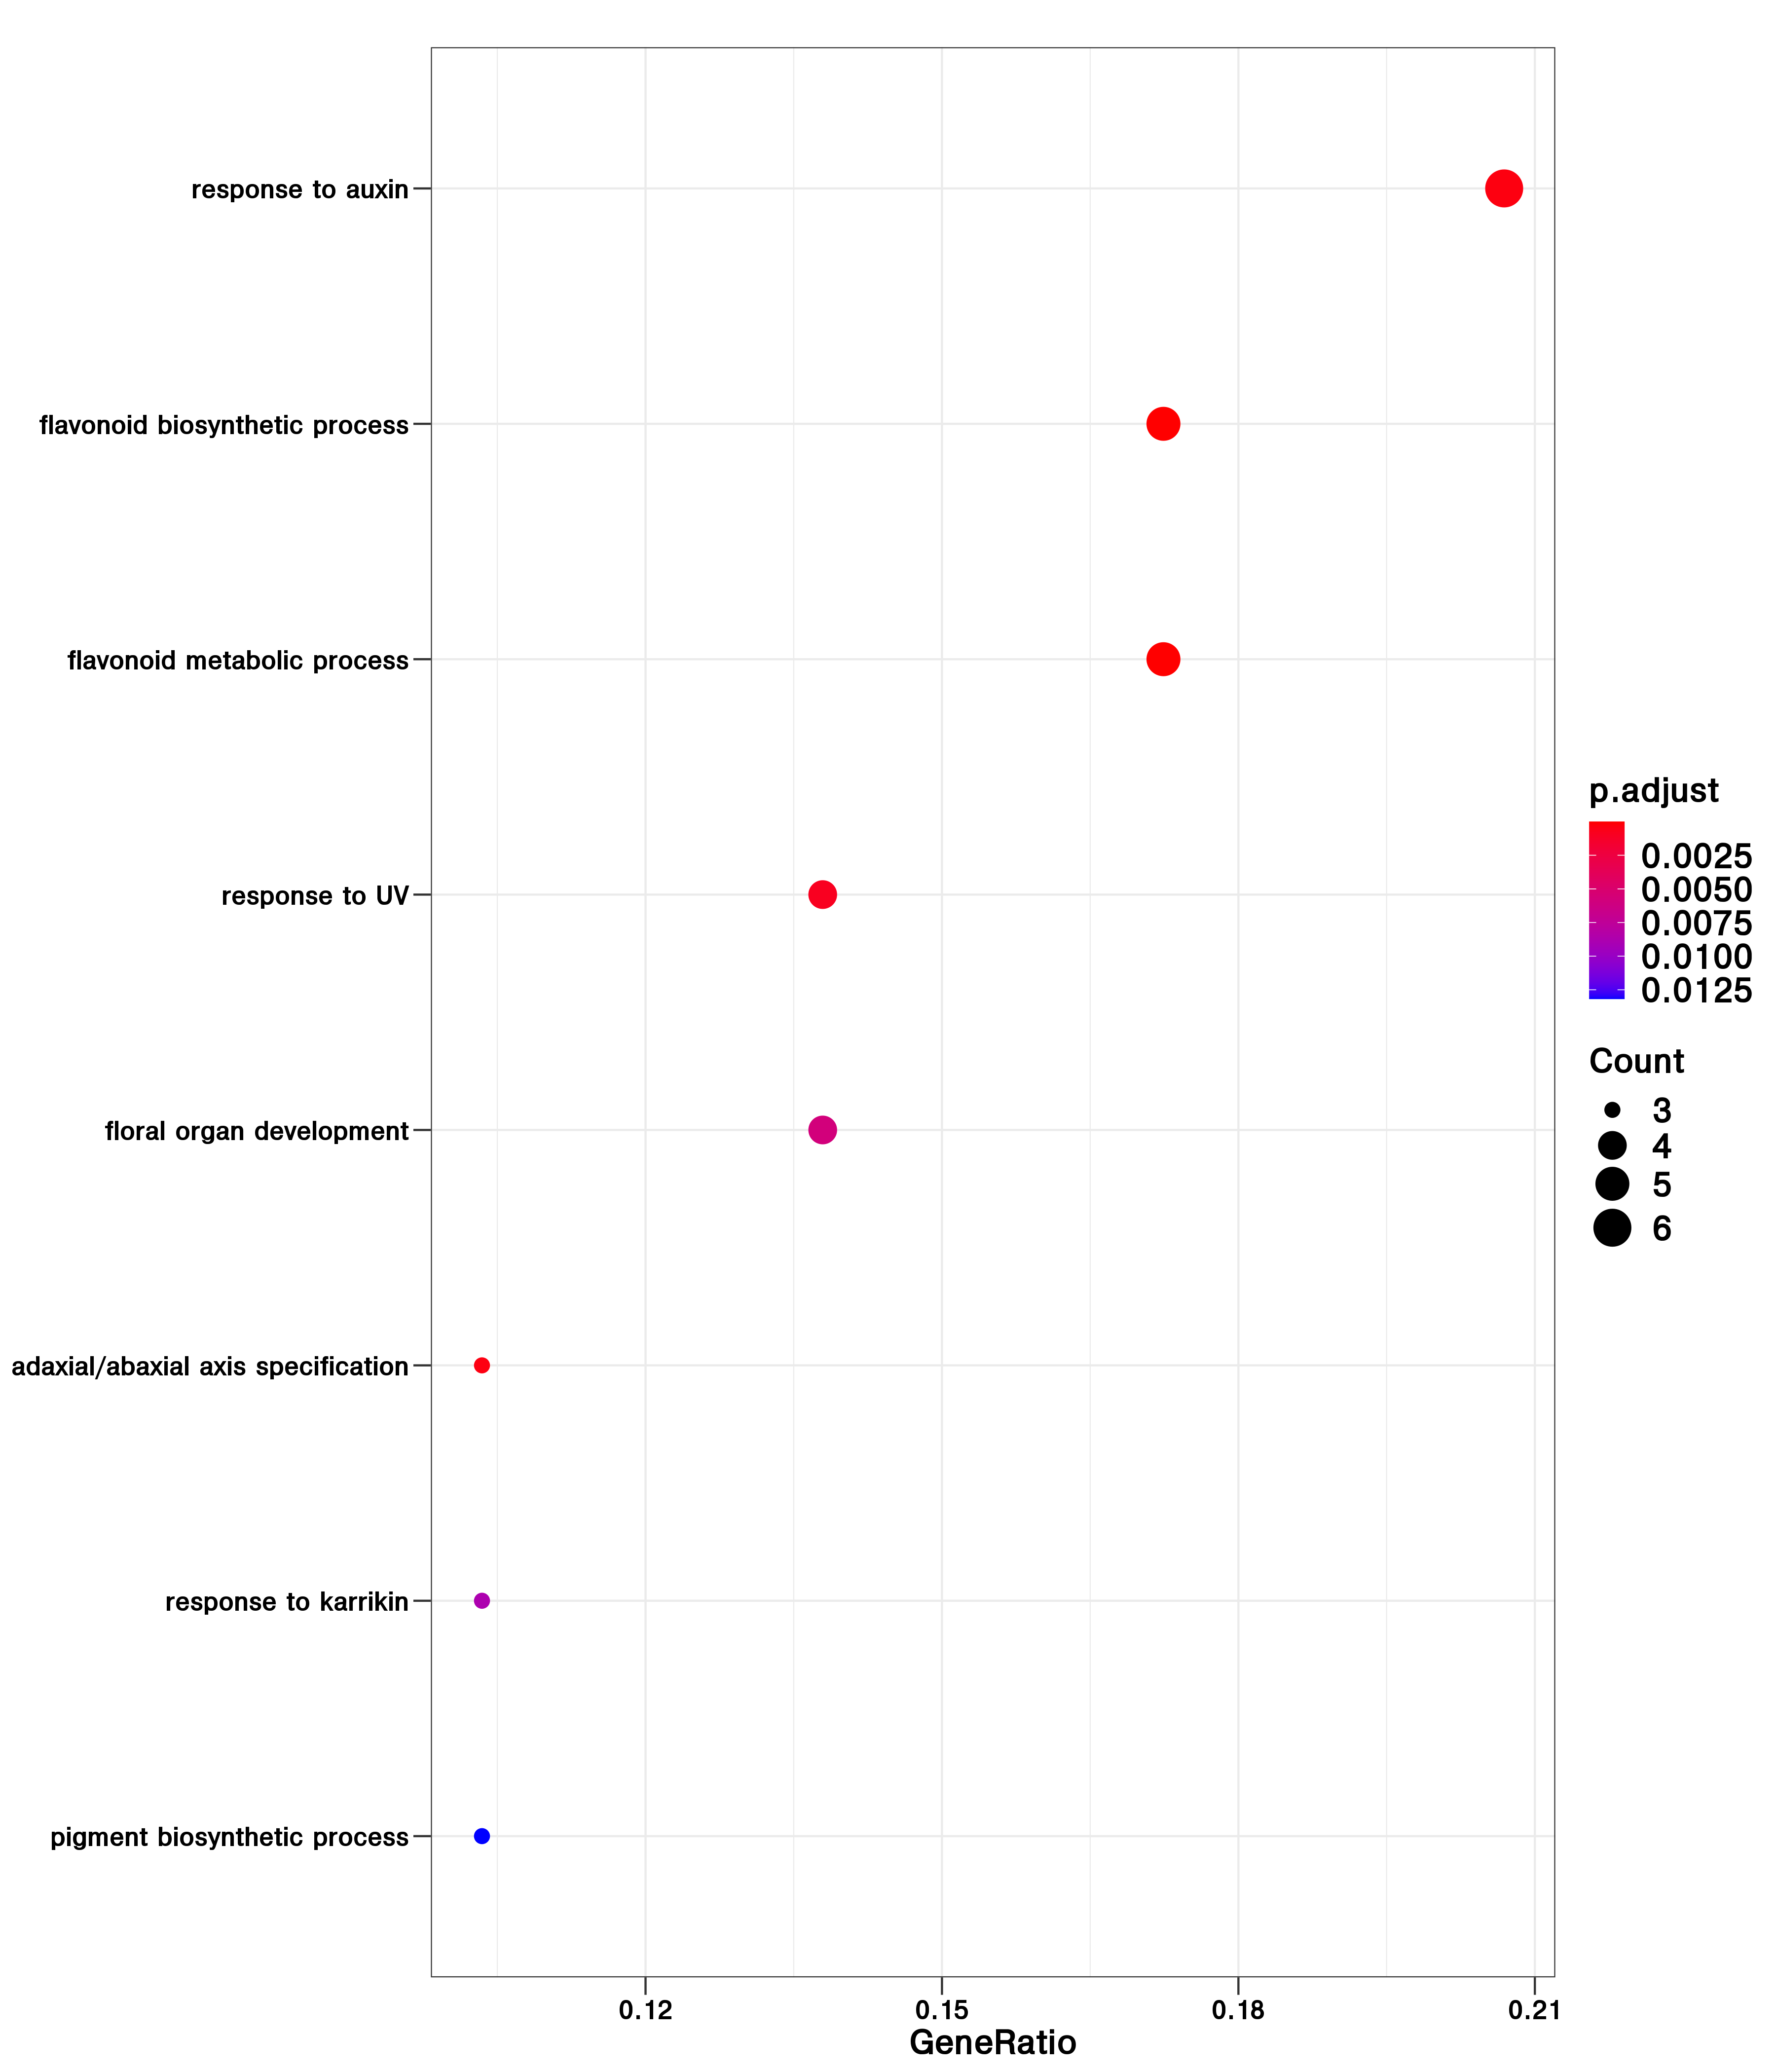 response to auxin
flavonoid biosynthetic process
flavonoid metabolic process
response to UV
floral organ development
adaxial/abaxial axis specification
response to karrikin
pigment biosynthetic process
0.12 0.15 0.18 0.21
GeneRatio
p.adjust
0.0025
0.0050
0.0075
0.0100
0.0125
Count
3
4
5
6